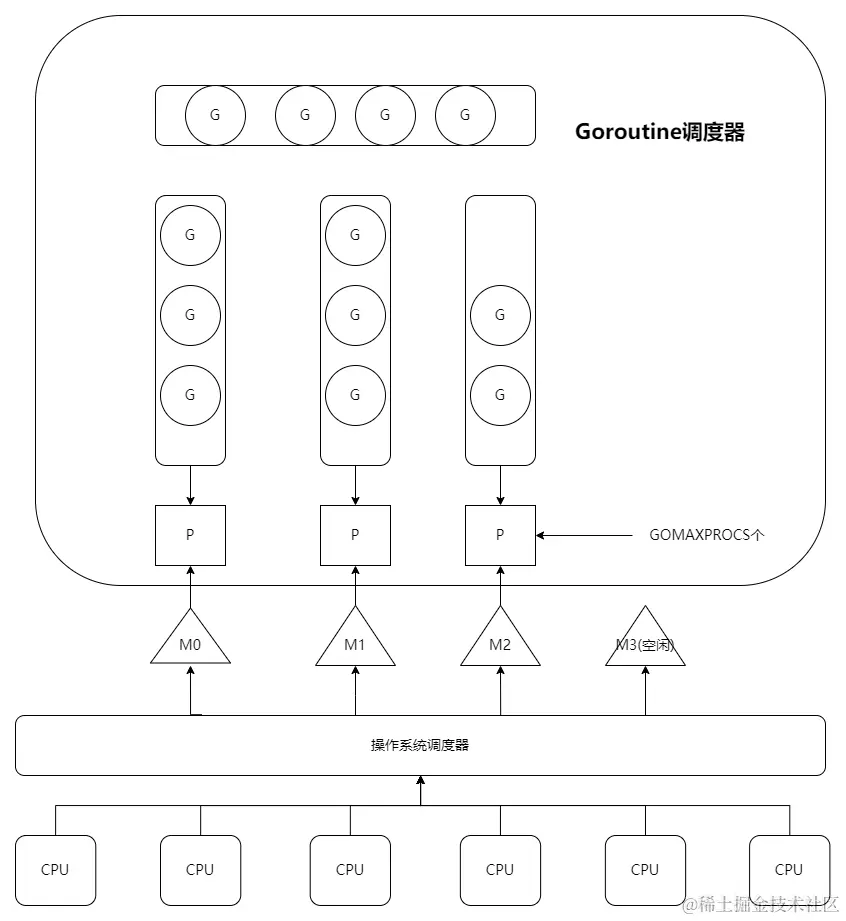 G G G G
Goroutine调度器
G G
G G G
G G G
P P P
GOMAXPROCS个
M0 M1 M2 M3(空闲)
操作系统调度器
CPU CPU CPU CPU CPU CPU
@稀土掘金技术社区